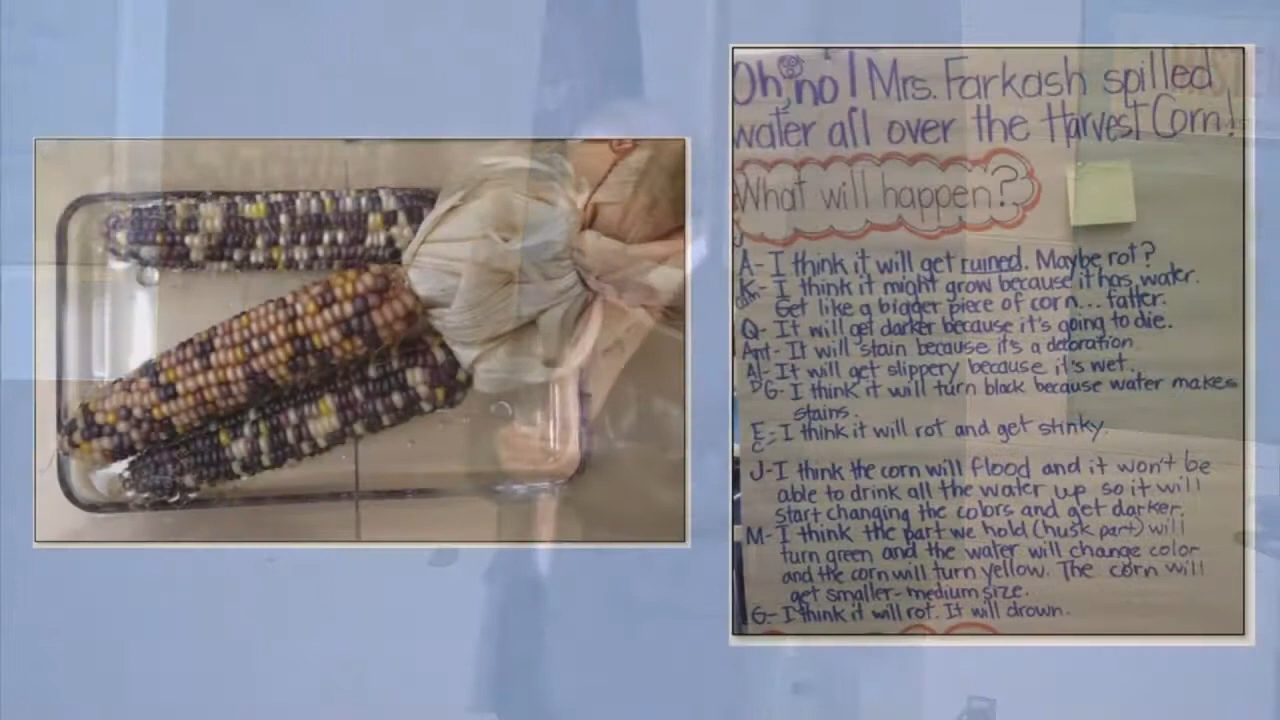 Oh no! Mrs. Farkash spilled
water all over the Harvest Corn!
What will happen?
A- I think it will get ruined. Maybe rot?
K- I think it might grow because it has water.
Get like a bigger piece of corn... fatter.
Q- It will get darker because it's going to die.
Ant- It will stain because it's a decoration
Al- It will get slippery because it's wet.
DG- I think it will turn black because water makes
stains.
E- I think it will rot and get stinky.
J- I think the corn will flood and it won't be
able to drink all the water up so it will
start changing the colors and get darker.
M- I think the part we hold (husk part) will
turn green and the water will change color
and the corn will turn yellow. The corn will
get smaller-medium size.
G- I think it will rot. It will drown.